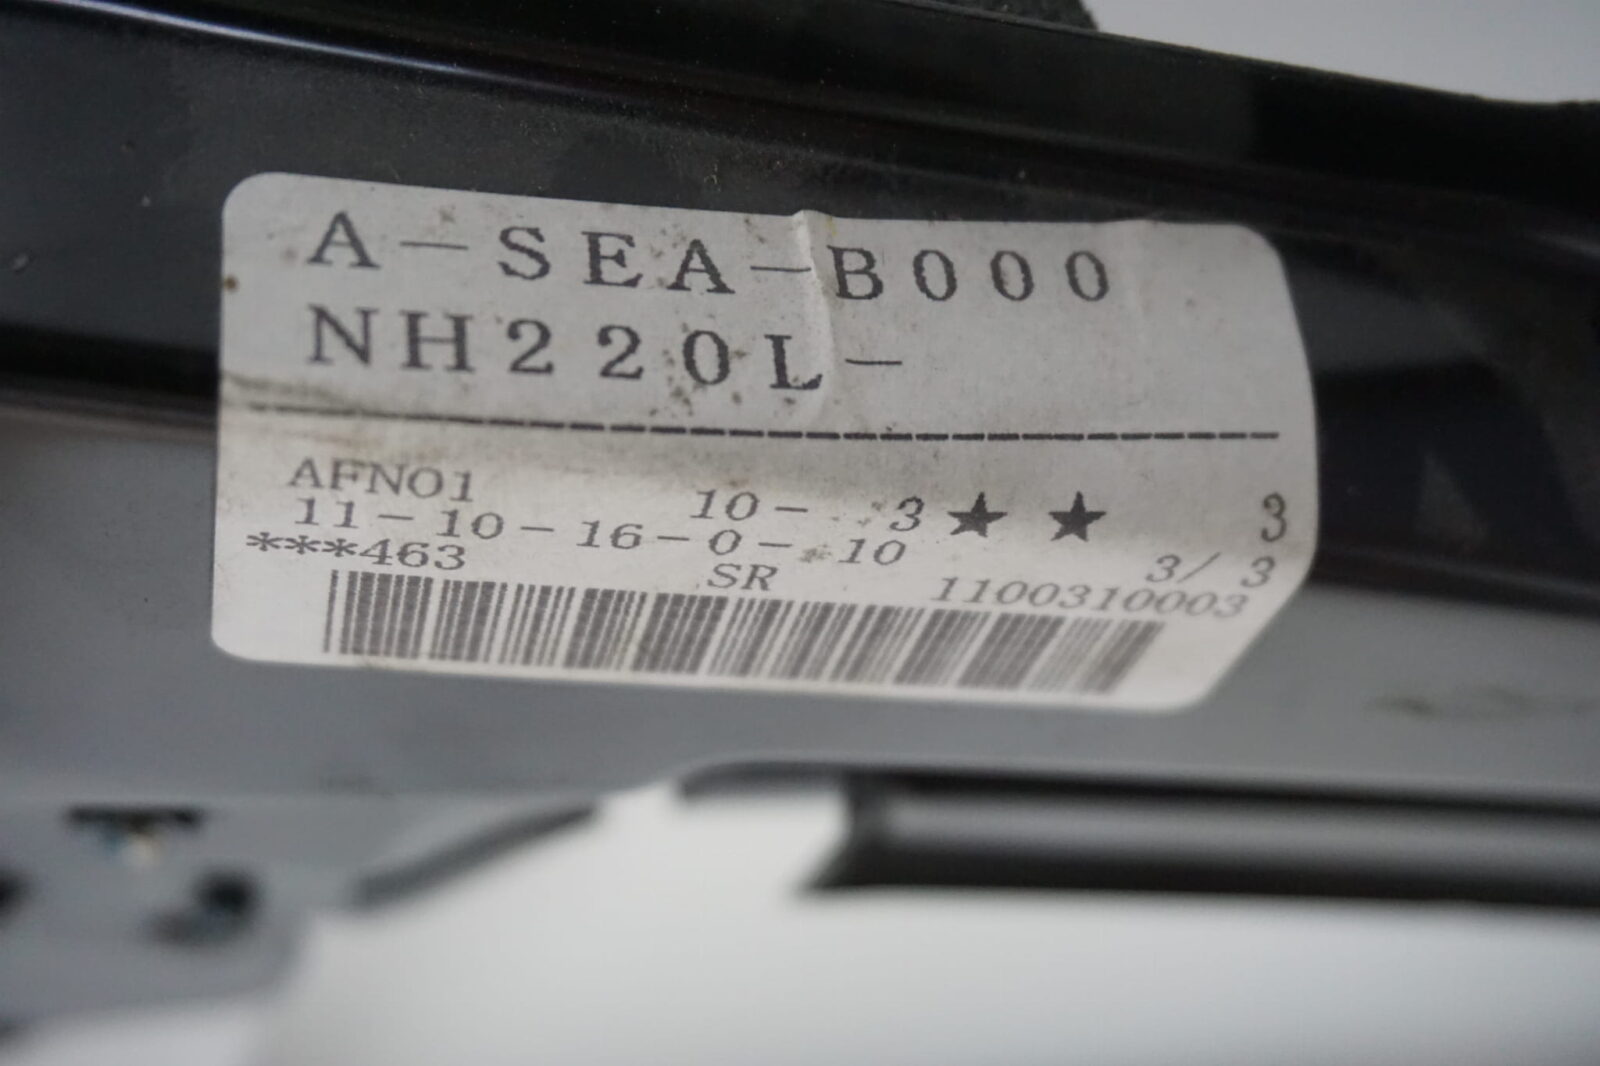 A-SEA-B000
NH220L-
AFN01 10- 3★ ★ 3
11-10-16-0- 10 3/ 3
***463 SR 1100310003